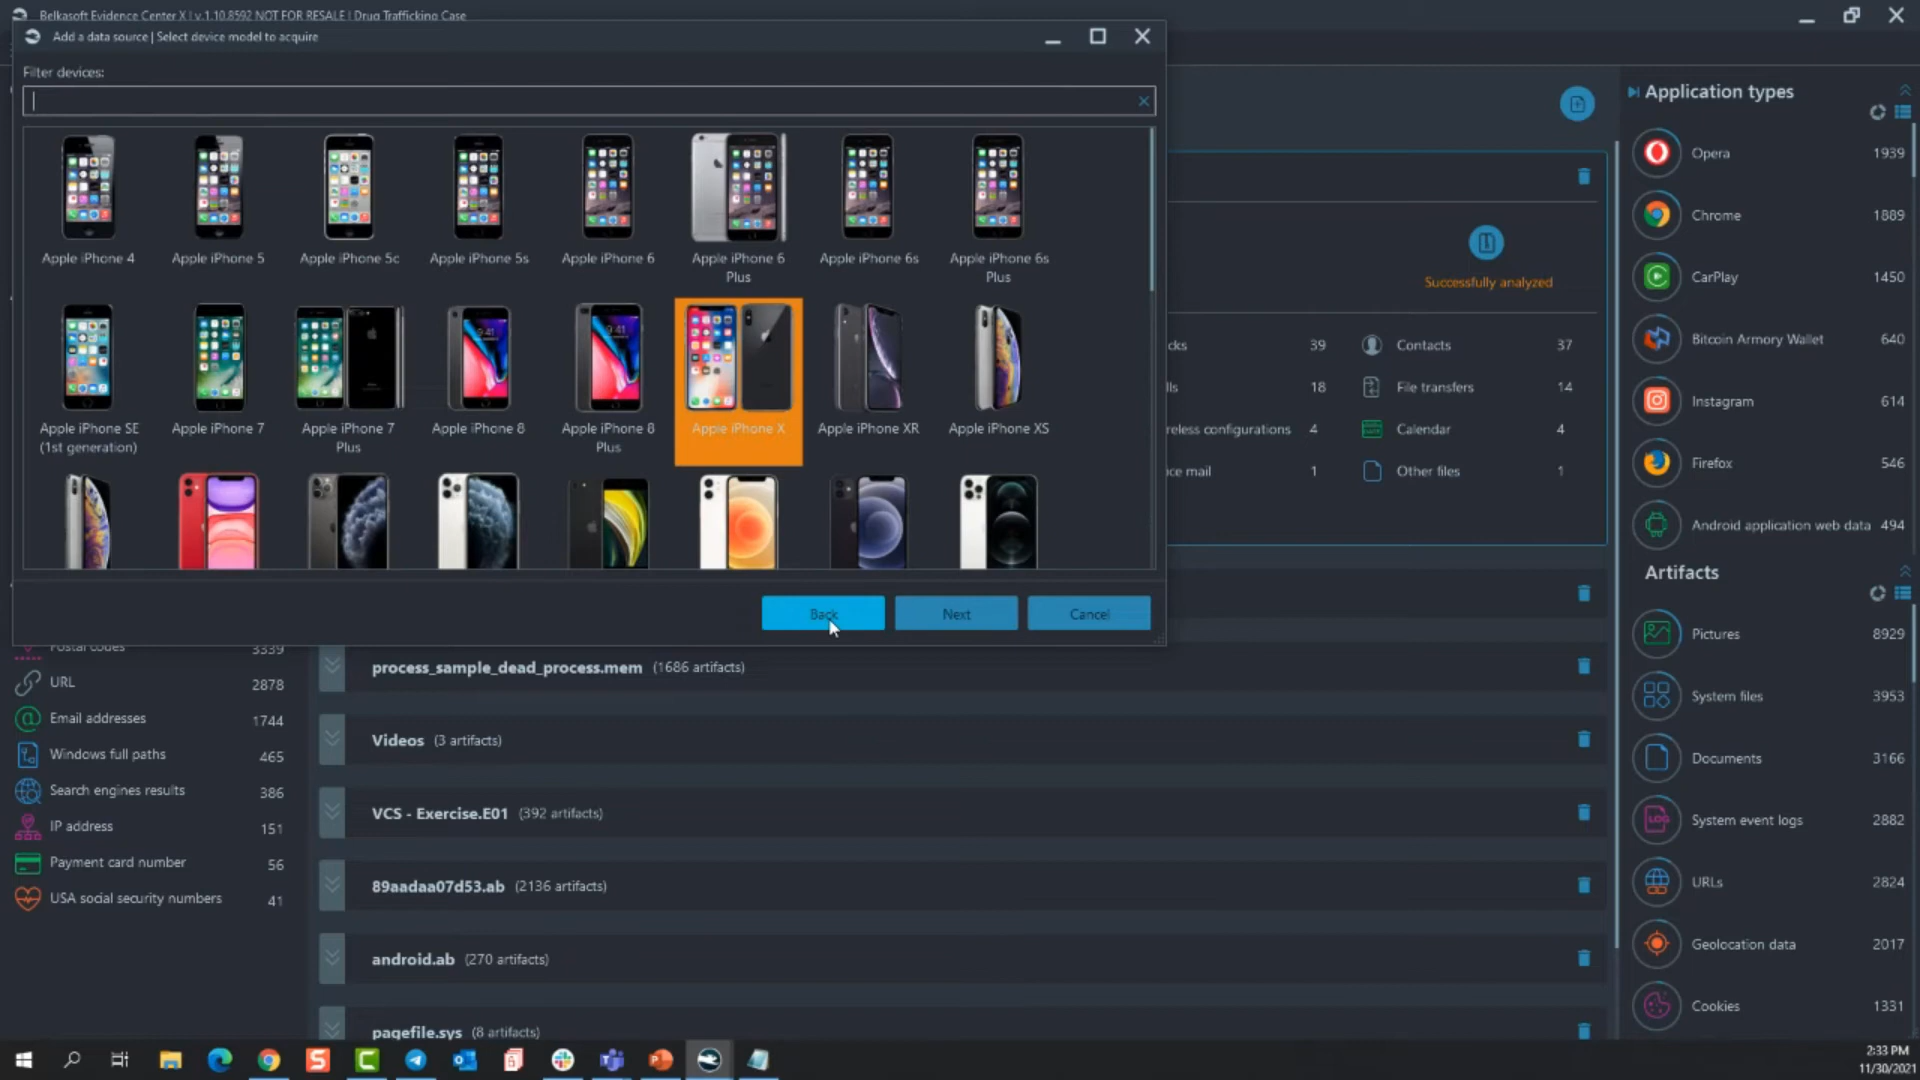 Belkasoft Evidence Center X | v.1.10.8592 NOT FOR RESALE | Drug Trafficking Case
Add a data source | Select device model to acquire
Filter devices:
Apple iPhone 4
Apple iPhone 5
Apple iPhone 5c
Apple iPhone 5s
Apple iPhone 6
Apple iPhone 6
Plus
Apple iPhone 6s
Apple iPhone 6s
Plus
Apple iPhone SE
(1st generation)
Apple iPhone 7
Apple iPhone 7
Plus
Apple iPhone 8
Apple iPhone 8
Plus
Apple iPhone X
Apple iPhone XR
Apple iPhone XS
Back
Next
Cancel
Successfully analyzed
cks 39
Contacts 37
lls 18
File transfers 14
reless configurations 4
Calendar 4
ce mail 1
Other files 1
Postal codes 3339
URL 2878
Email addresses 1744
Windows full paths 465
Search engines results 386
IP address 151
Payment card number 56
USA social security numbers 41
process_sample_dead_process.mem (1686 artifacts)
Videos (3 artifacts)
VCS - Exercise.E01 (392 artifacts)
89aadaa07d53.ab (2136 artifacts)
android.ab (270 artifacts)
pagefile.sys (8 artifacts)
Application types
Opera 1939
Chrome 1889
CarPlay 1450
Bitcoin Armory Wallet 640
Instagram 614
Firefox 546
Android application web data 494
Artifacts
Pictures 8929
System files 3953
Documents 3166
System event logs 2882
URLs 2824
Geolocation data 2017
Cookies 1331
2:33 PM
11/30/2021